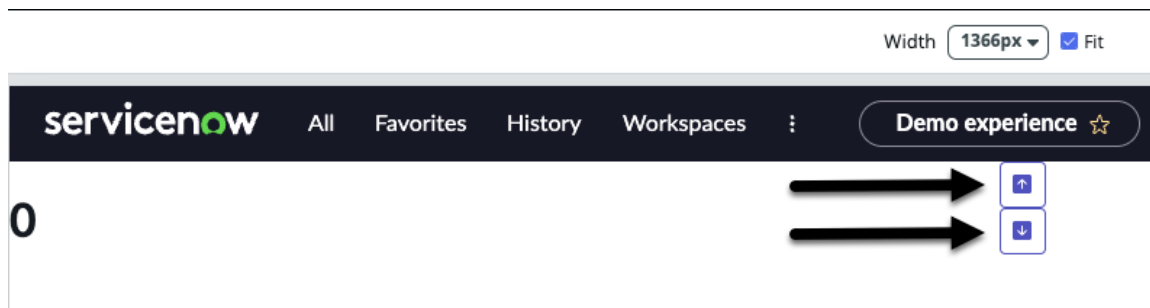 Width 1366px Fit
servicenow All Favorites History Workspaces Demo experience
0